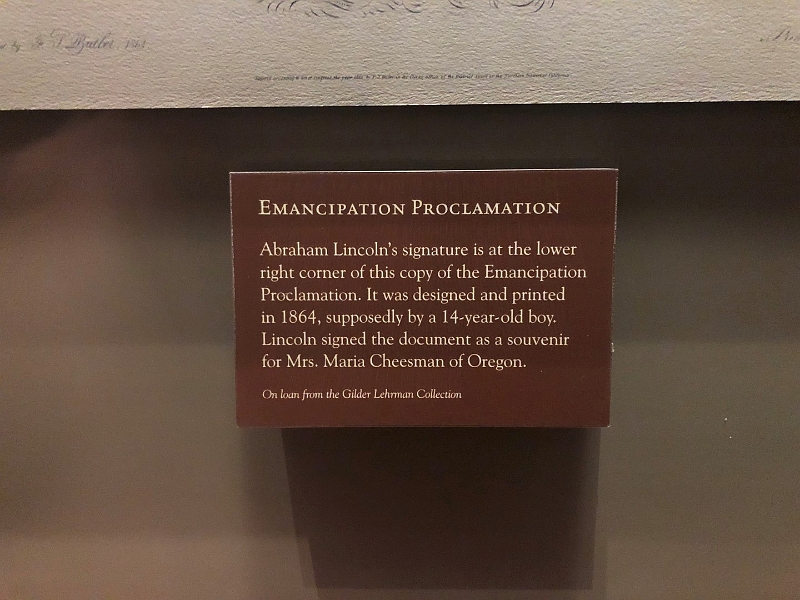 Butler, 1863
EMANCIPATION PROCLAMATION
Abraham Lincoln's signature is at the lower
right corner of this copy of the Emancipation
Proclamation. It was designed and printed
in 1864, supposedly by a 14-year-old boy.
Lincoln signed the document as a souvenir
for Mrs. Maria Cheesman of Oregon.
On loan from the Gilder Lehrman Collection